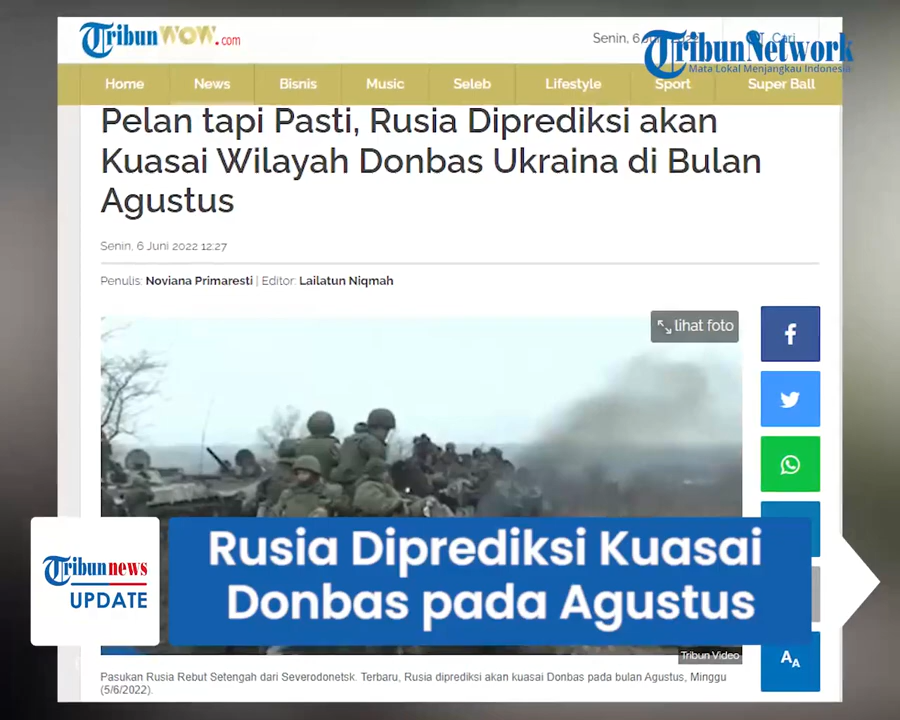 TribunWOW.com
Senin, 6
Cari
TribunNetwork
Mata Lokal Menjangkau Indonesia
Home News Bisnis Music Seleb Lifestyle Sport Super Ball
Pelan tapi Pasti, Rusia Diprediksi akan
Kuasai Wilayah Donbas Ukraina di Bulan
Agustus
Senin, 6 Juni 2022 12:27
Penulis: Noviana Primaresti | Editor: Lailatun Niqmah
lihat foto
Rusia Diprediksi Kuasai
Donbas pada Agustus
Tribunnews
UPDATE
Tribun Video
AA
Pasukan Rusia Rebut Setengah dari Severodonetsk. Terbaru, Rusia diprediksi akan kuasai Donbas pada bulan Agustus, Minggu
(5/6/2022).